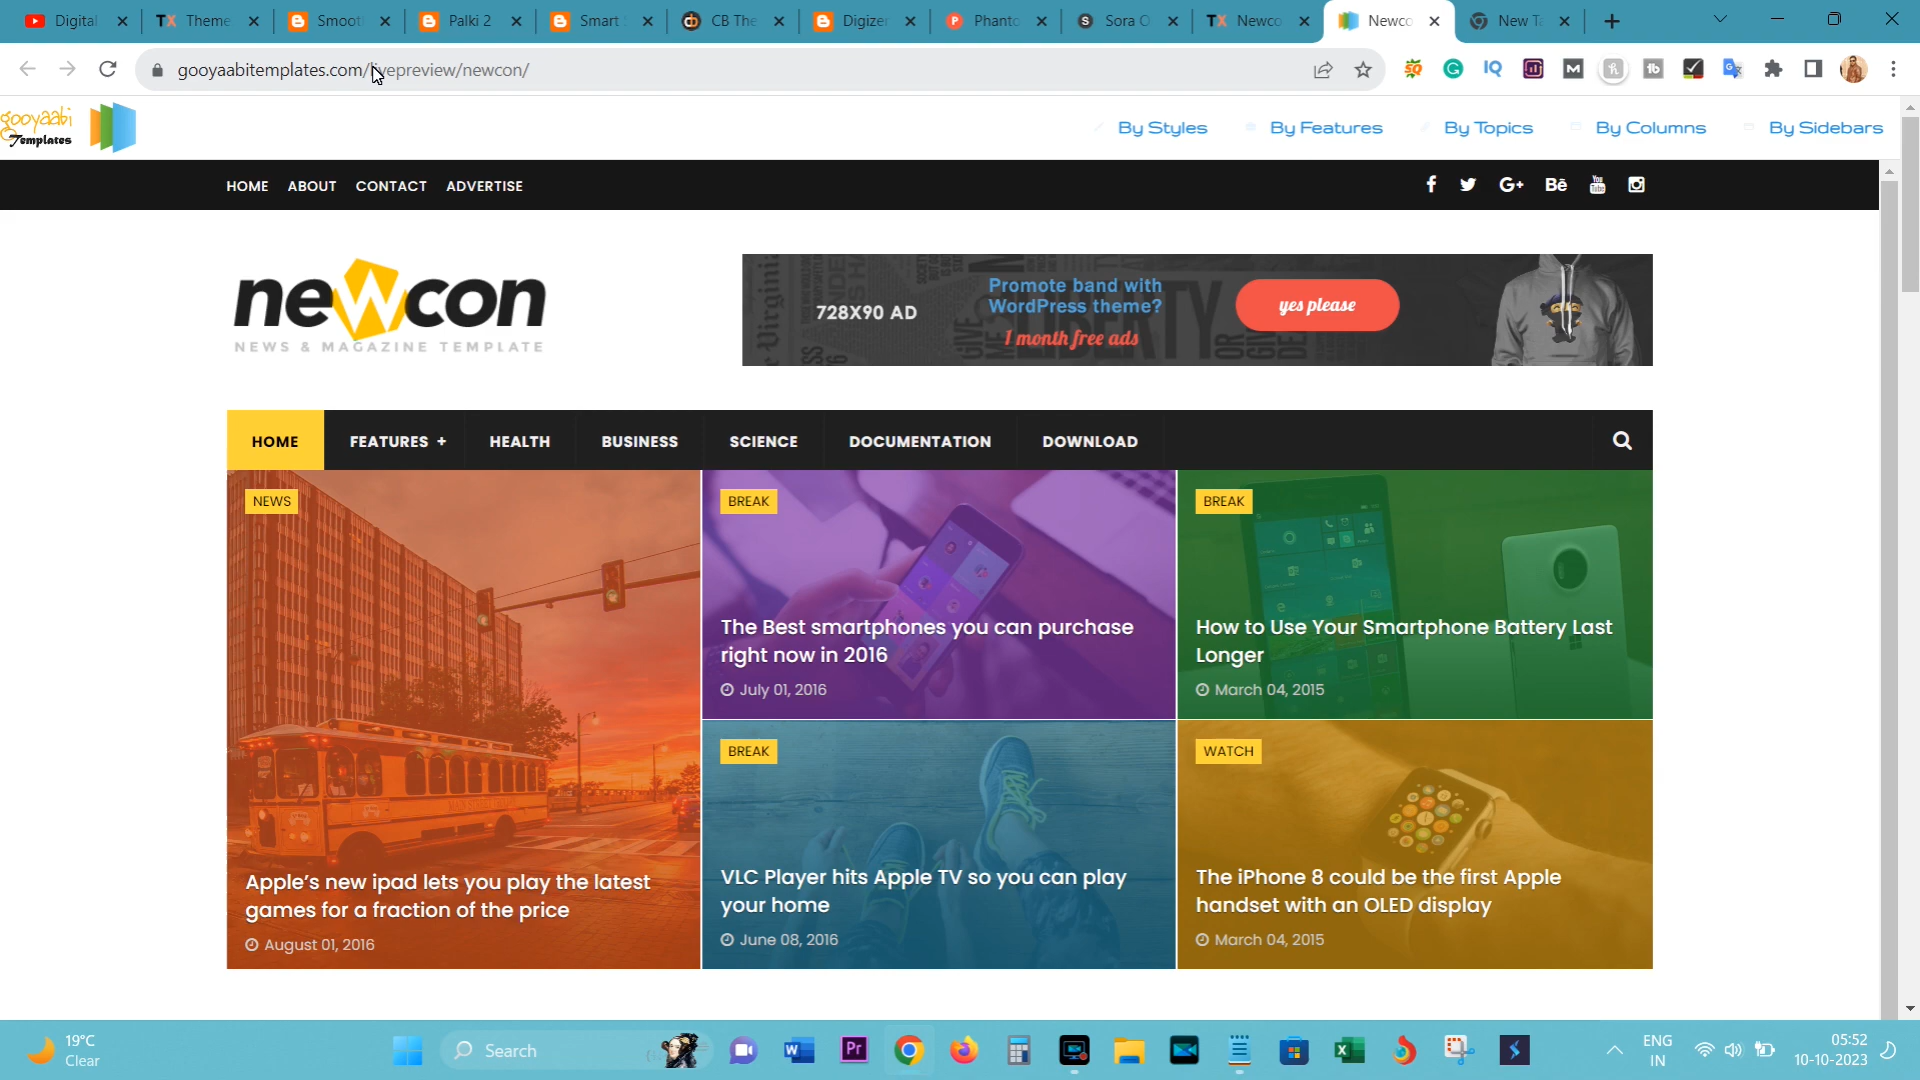 Digital
TX Theme
Smoot
Palki 2
Smart
CB The
Digizer
Phanto
Sora O
TX Newco
Newco
New Ta
gooyaabitemplates.com/livepreview/newcon/
gooyaabi
Templates
By Styles
By Features
By Topics
By Columns
By Sidebars
HOME ABOUT CONTACT ADVERTISE
newcon
NEWS & MAGAZINE TEMPLATE
728X90 AD
Promote band with
WordPress theme?
1 month free ads
yes please
HOME FEATURES + HEALTH BUSINESS SCIENCE DOCUMENTATION DOWNLOAD
NEWS
Apple's new ipad lets you play the latest
games for a fraction of the price
August 01, 2016
BREAK
The Best smartphones you can purchase
right now in 2016
July 01, 2016
BREAK
How to Use Your Smartphone Battery Last
Longer
March 04, 2015
BREAK
VLC Player hits Apple TV so you can play
your home
June 08, 2016
WATCH
The iPhone 8 could be the first Apple
handset with an OLED display
March 04, 2015
19°C
Clear
Search
ENG
IN
05:52
10-10-2023